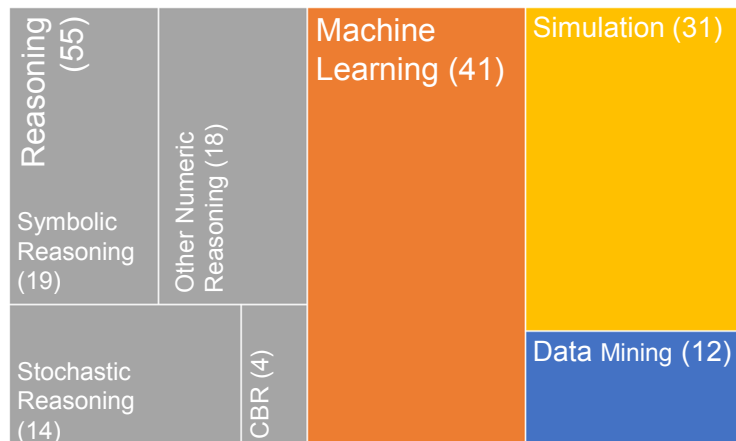 Reasoning
(55)
Symbolic
Reasoning
(19)
Other Numeric
Reasoning (18)
Stochastic
Reasoning
(14)
CBR (4)
Machine
Learning (41)
Simulation (31)
Data Mining (12)